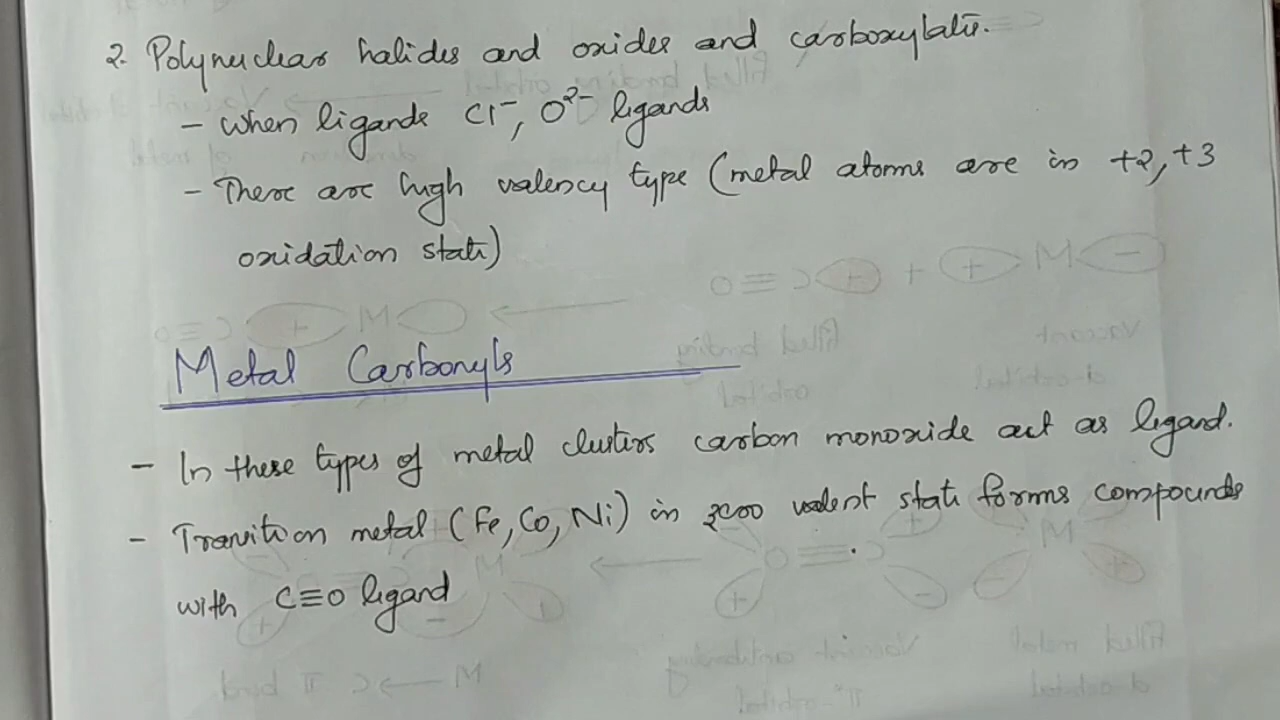 2. Polynuclear halides and oxides and carboxylate.
- When ligands Cl⁻, O²⁻ ligands
- There are high valency type (metal atoms are in +2, +3
oxidation state)
Metal Carbonyls
- In these types of metal clusters carbon monoxide act as ligand.
- Transition metal (Fe, Co, Ni) in zero valent state forms compounds
with C≡O ligand